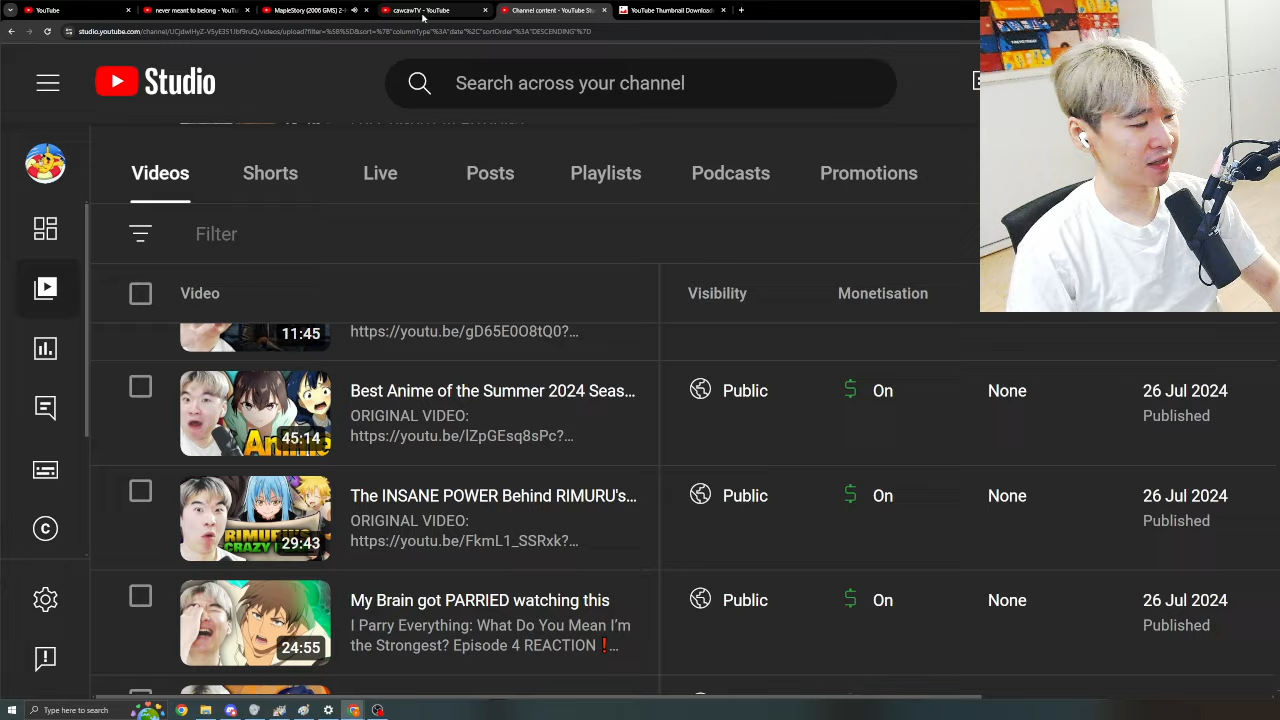 YouTube
never meant to belong - YouTu
MapleStory (2006 GMS) 2-
cawcawTV - YouTube
Channel content - YouTube Stu
YouTube Thumbnail Download
Studio
Search across your channel
Videos
Shorts
Live
Posts
Playlists
Podcasts
Promotions
Filter
Video
Visibility
Monetisation
11:45
https://youtu.be/gD65E0O8tQ0?…
Best Anime of the Summer 2024 Seas…
ORIGINAL VIDEO:
https://youtu.be/lZpGEsq8sPc?…
Anime
45:14
Public
On
None
26 Jul 2024
Published
The INSANE POWER Behind RIMURU's…
ORIGINAL VIDEO:
https://youtu.be/FkmL1_SSRxk?…
RIMURU'S
29:43
Public
On
None
26 Jul 2024
Published
My Brain got PARRIED watching this
I Parry Everything: What Do You Mean I'm
the Strongest? Episode 4 REACTION❗…
24:55
Public
On
None
26 Jul 2024
Published
Type here to search